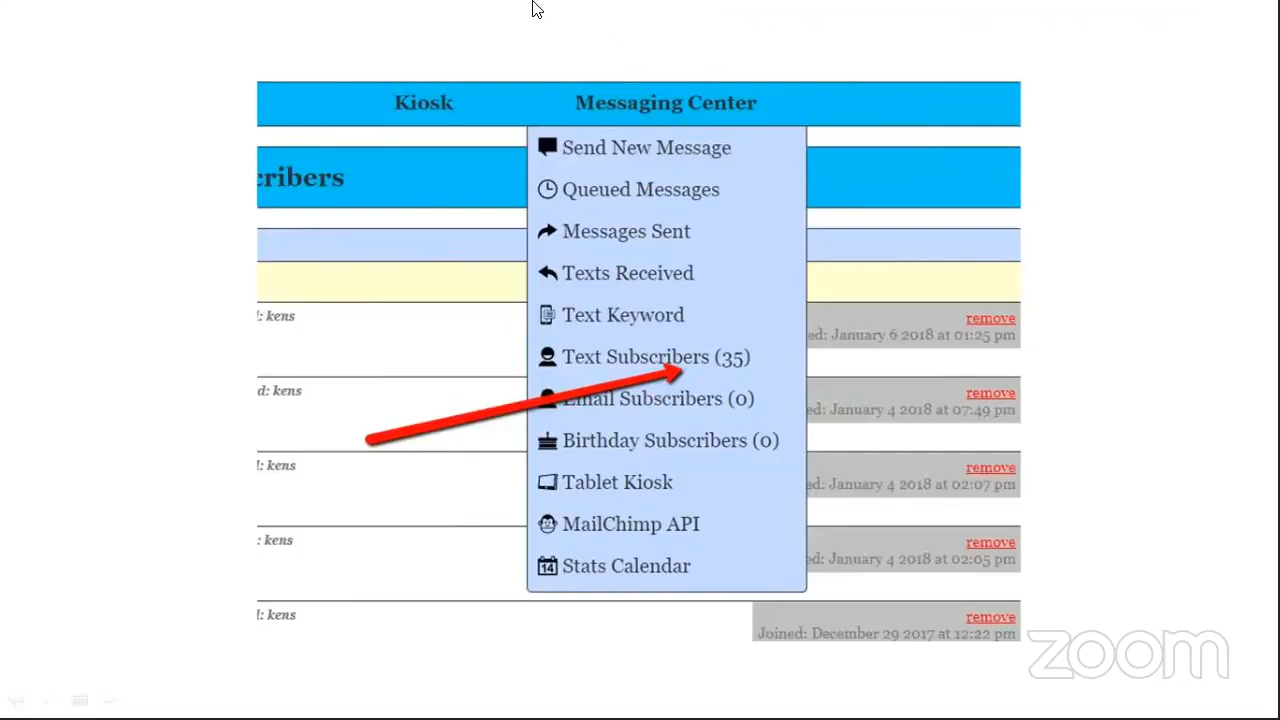 Kiosk Messaging Center
cribers
Send New Message
Queued Messages
Messages Sent
Texts Received
Text Keyword
Text Subscribers (35)
Email Subscribers (0)
Birthday Subscribers (0)
Tablet Kiosk
MailChimp API
14 Stats Calendar
: kens
remove
ed: January 6 2018 at 01:25 pm
d: kens
remove
ed: January 4 2018 at 07:49 pm
: kens
remove
ed: January 4 2018 at 02:07 pm
: kens
remove
ed: January 4 2018 at 02:05 pm
: kens
remove
Joined: December 29 2017 at 12:22 pm
zoom